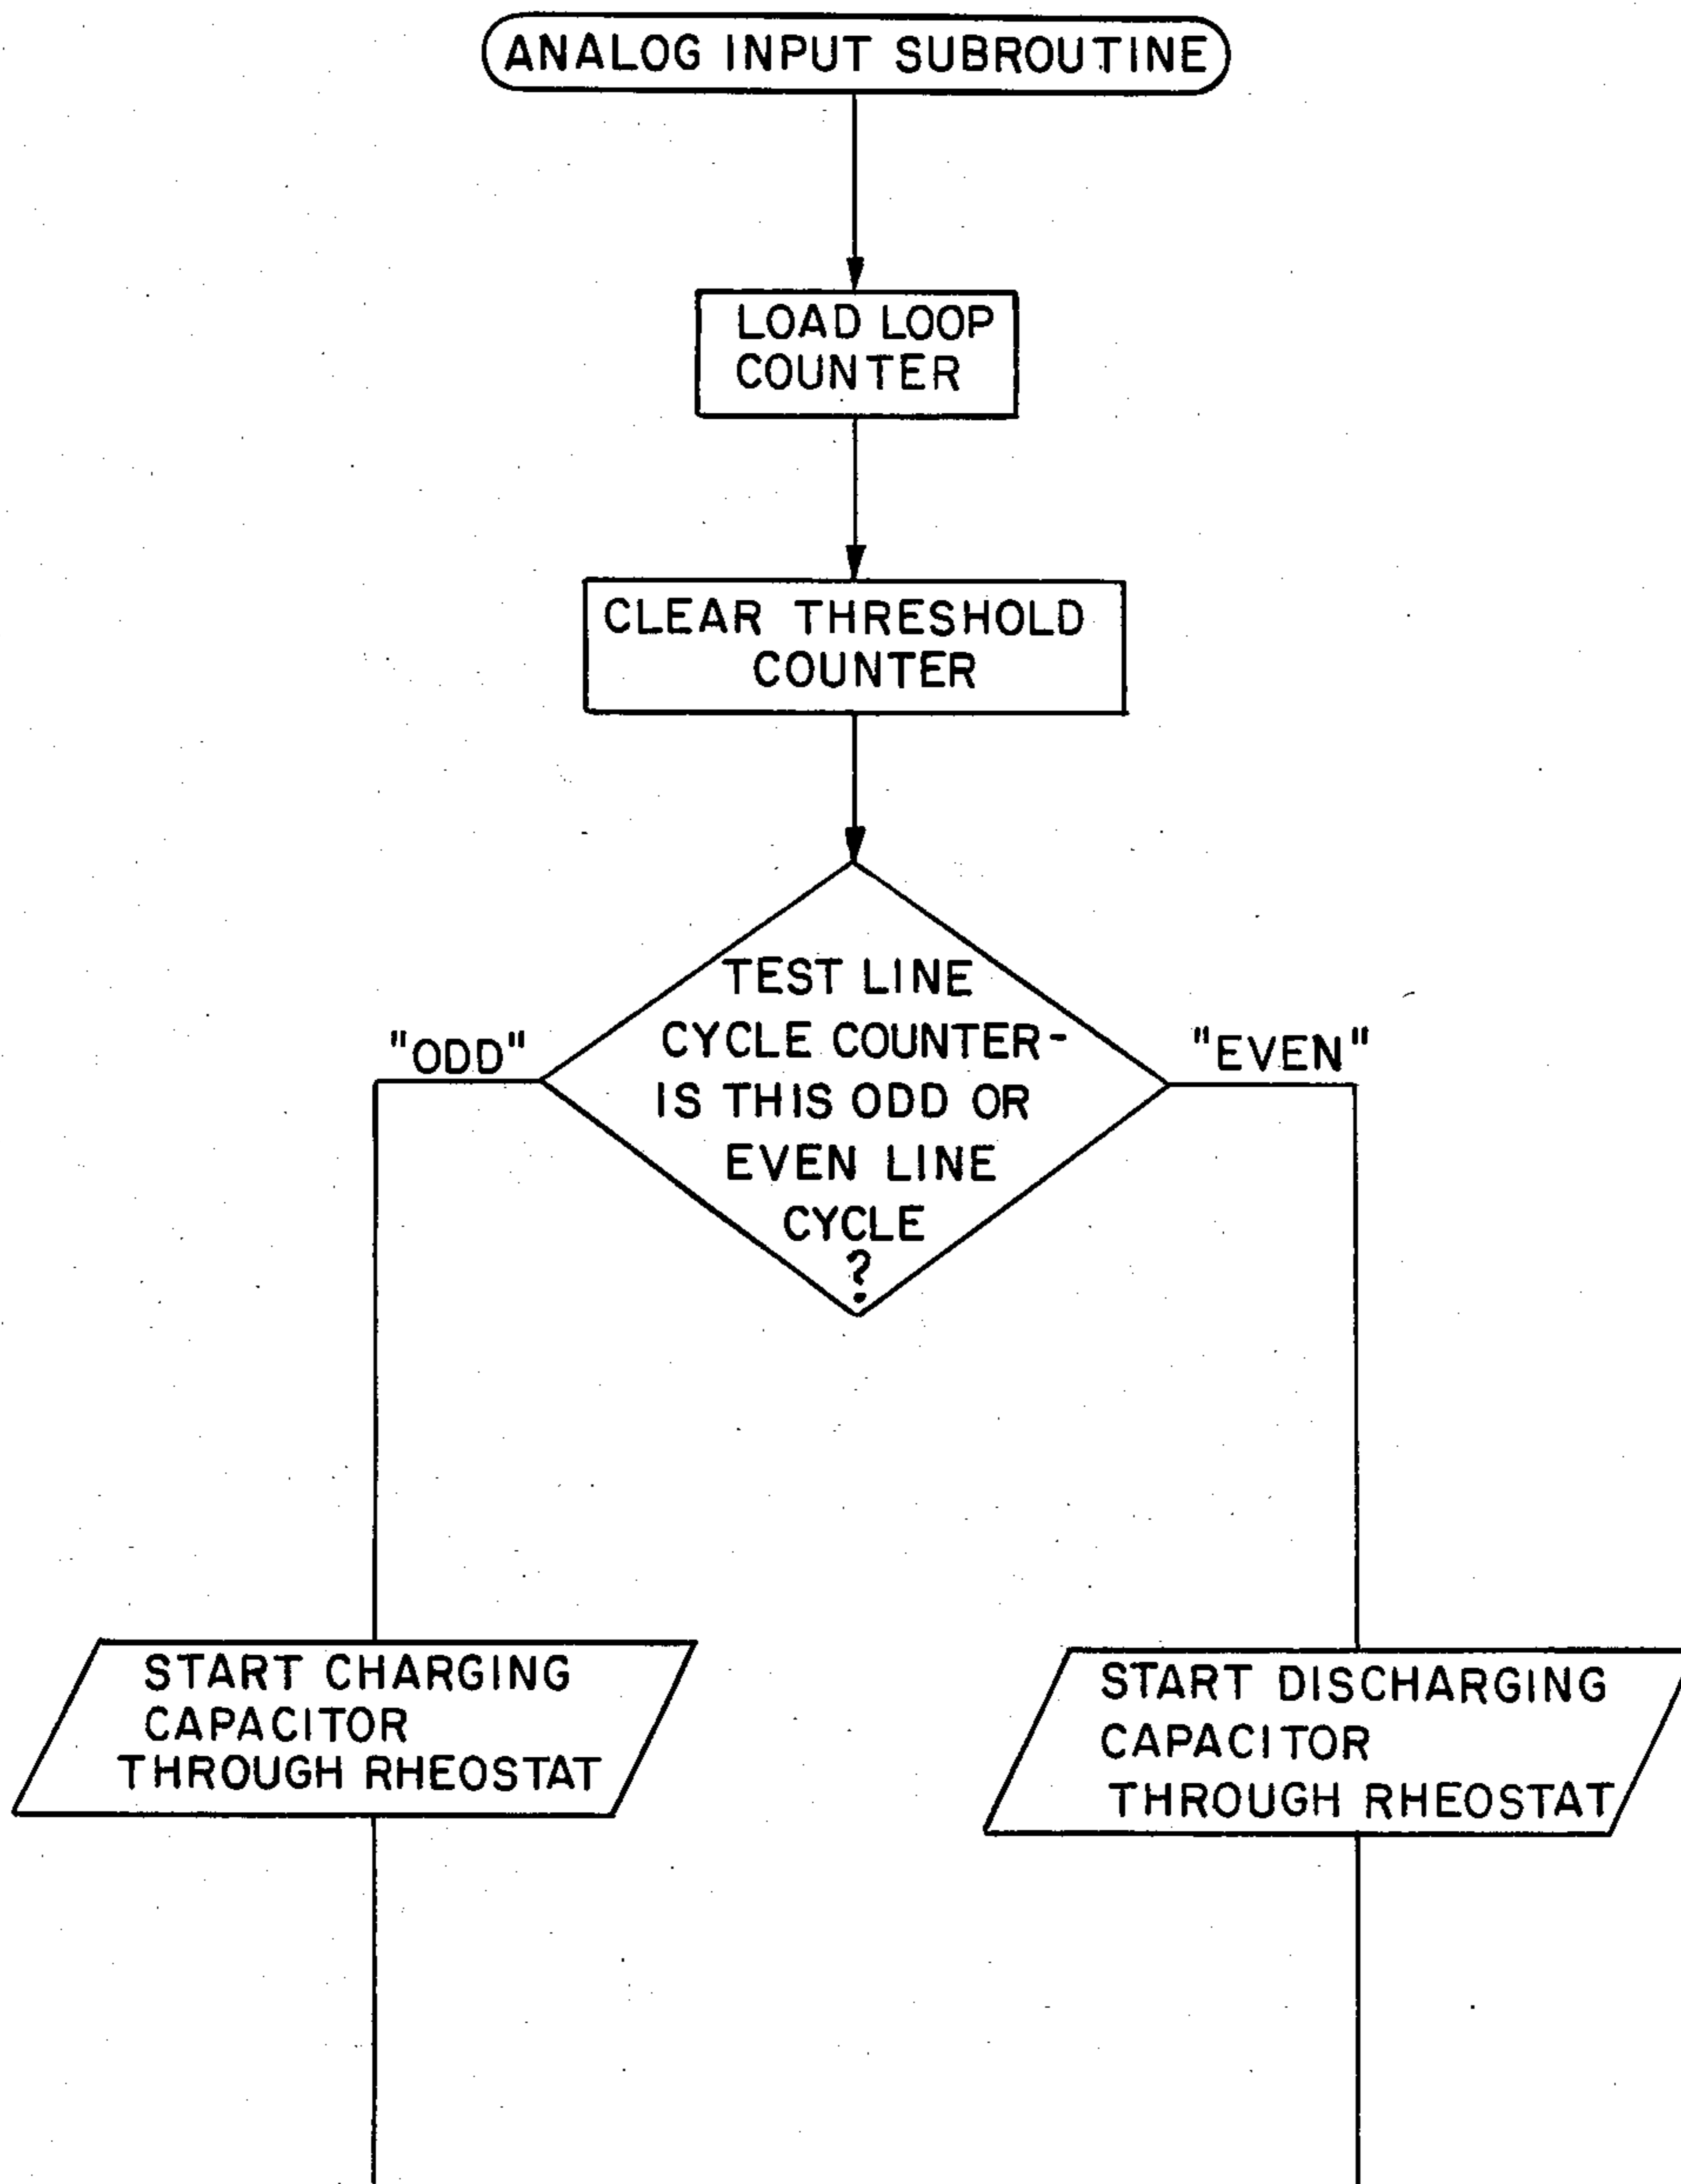 ANALOG INPUT SUBROUTINE
LOAD LOOP
COUNTER
CLEAR THRESHOLD
COUNTER
TEST LINE
CYCLE COUNTER-
IS THIS ODD OR
EVEN LINE
CYCLE
?
"ODD"
"EVEN"
START CHARGING
CAPACITOR
THROUGH RHEOSTAT
START DISCHARGING
CAPACITOR
THROUGH RHEOSTAT